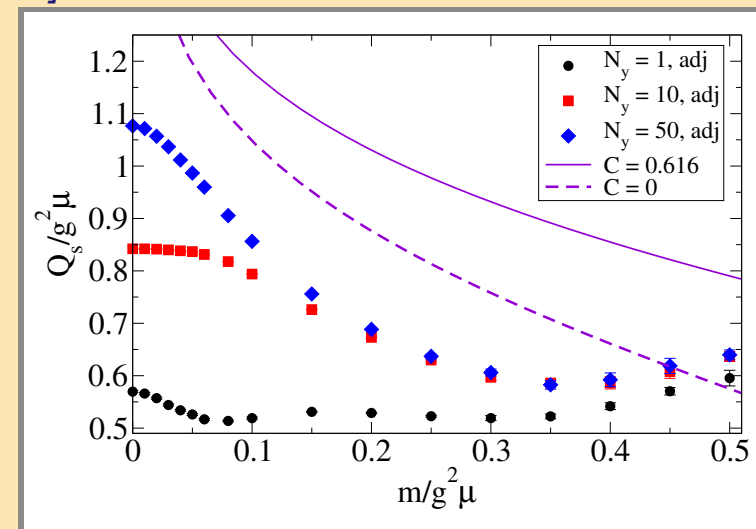 N_y = 1, adj
N_y = 10, adj
N_y = 50, adj
C = 0.616
C = 0
Q_s/g²μ
1.2
1.1
1
0.9
0.8
0.7
0.6
0.5
0 0.1 0.2 0.3 0.4 0.5
m/g²μ